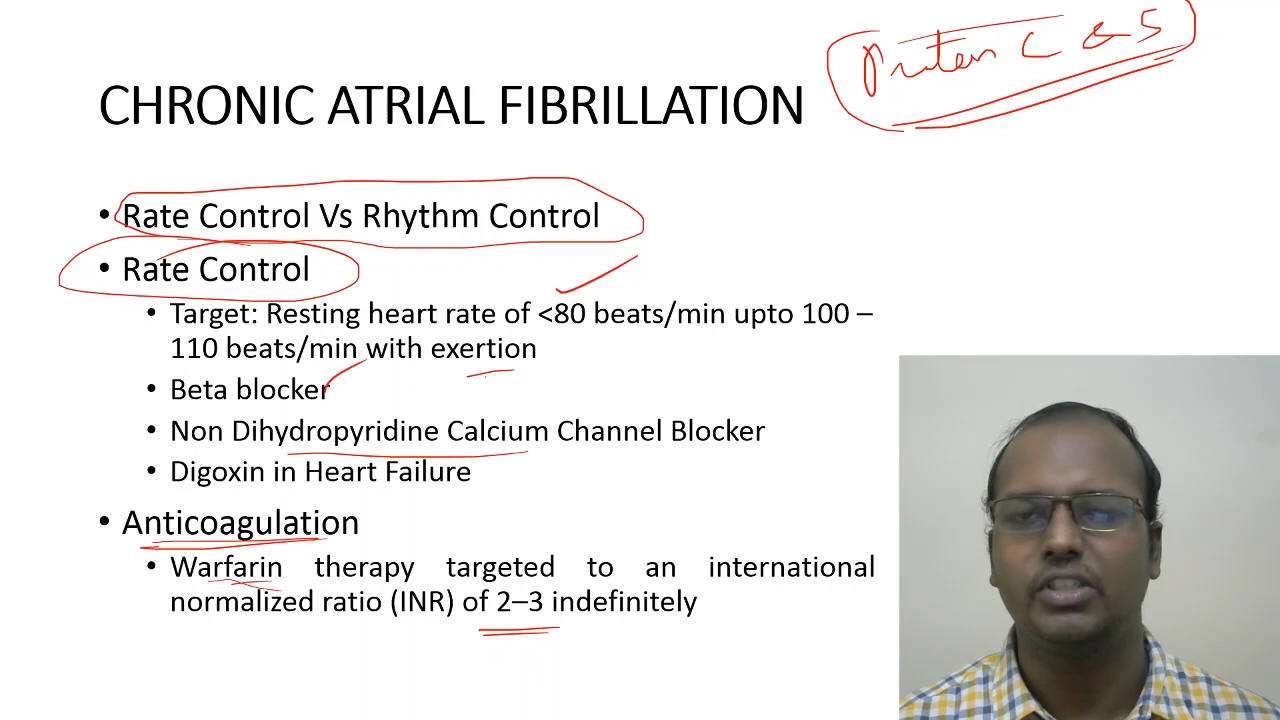 Protein C & S
CHRONIC ATRIAL FIBRILLATION
• Rate Control Vs Rhythm Control
• Rate Control
• Target: Resting heart rate of <80 beats/min upto 100 –
110 beats/min with exertion
• Beta blocker
• Non Dihydropyridine Calcium Channel Blocker
• Digoxin in Heart Failure
• Anticoagulation
• Warfarin therapy targeted to an international
normalized ratio (INR) of 2–3 indefinitely